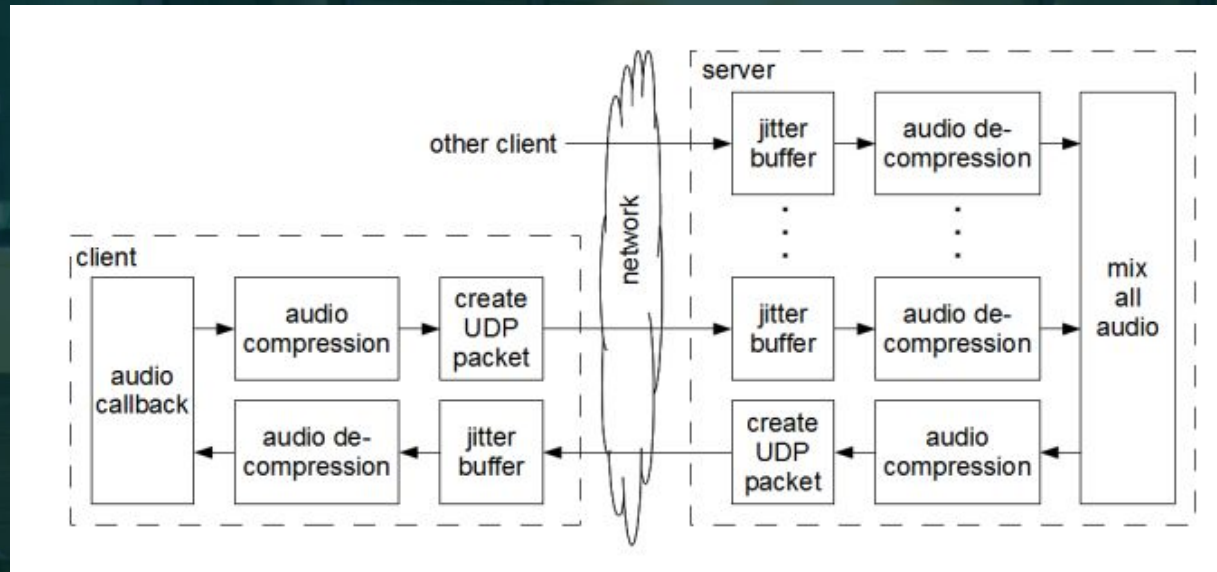 server
jitter
buffer
audio de-
compression
other client
network
client
mix
all
audio
audio
callback
audio
compression
create
UDP
packet
jitter
buffer
audio de-
compression
audio de-
compression
jitter
buffer
create
UDP
packet
audio
compression